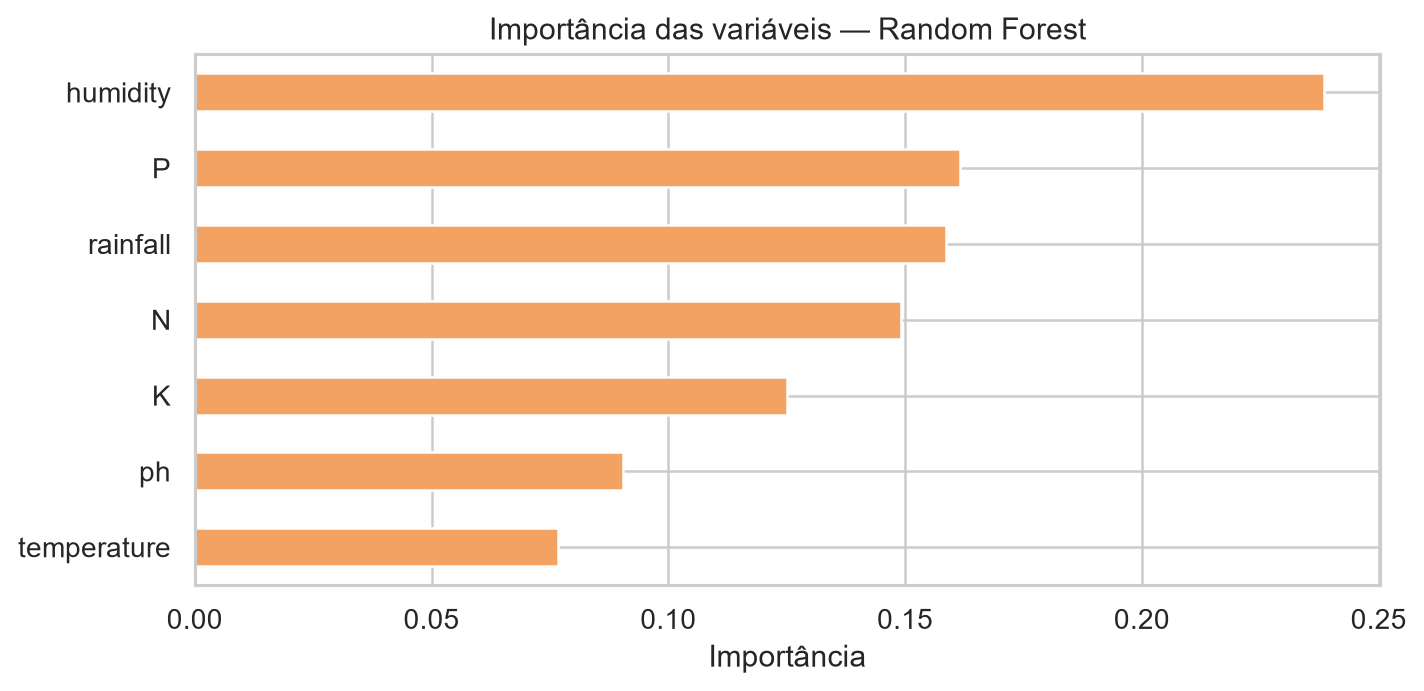 Importância das variáveis — Random Forest
humidity
P
rainfall
N
K
ph
temperature
0.00 0.05 0.10 0.15 0.20 0.25
Importância